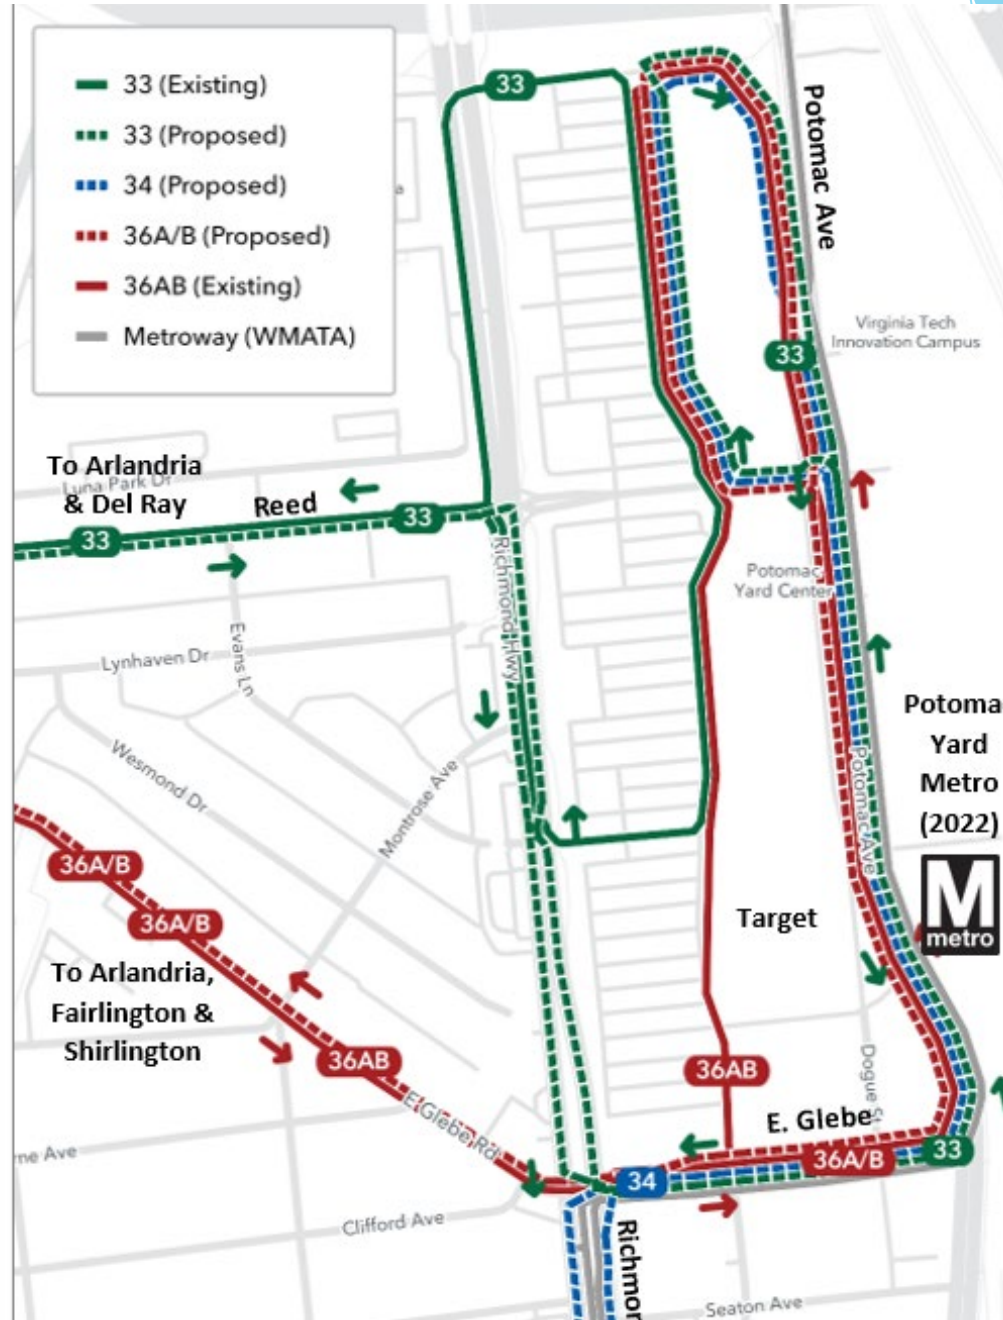 33 (Existing)
33 (Proposed)
34 (Proposed)
36A/B (Proposed)
36AB (Existing)
Metroway (WMATA)
33
Potomac Ave
a
Virginia Tech
Innovation Campus
33
To Arlandria
& Del Ray
Luna Park Dr
Reed
33
33
Richmond Hwy
Potomac
Yard Center
Evans Ln
Lynhaven Dr
Wesmond Dr
Montrose Ave
Potomac Ave
Potoma
Yard
Metro
(2022)
M
metro
36A/B
36A/B
Target
To Arlandria,
Fairlington &
Shirlington
36AB
36AB
E Glebe Rd
Dogue St
E. Glebe
33
36A/B
34
ne Ave
Clifford Ave
Richmor
Seaton Ave